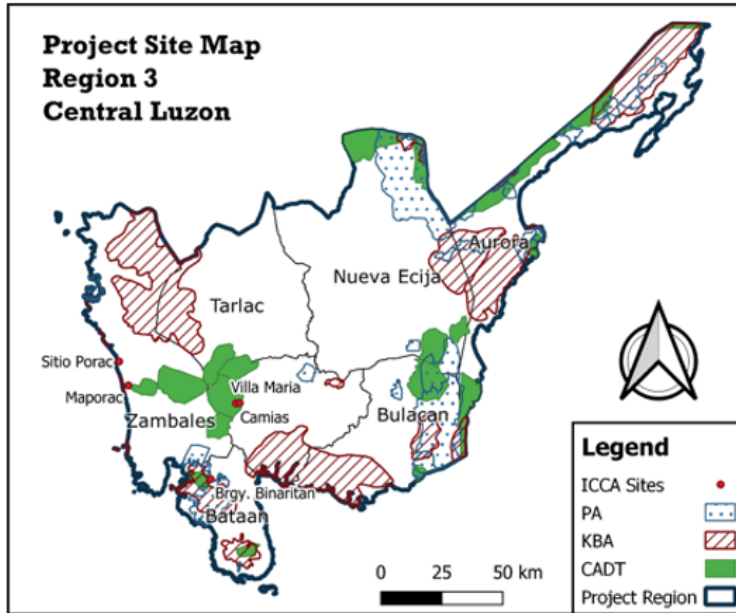 Project Site Map
Region 3
Central Luzon
Aurora
Nueva Ecija
Tarlac
Sitio Porac
Maporac
Villa Maria
Zambales
Camias
Bulacan
Brgy. Binaritan
Bataan
0 25 50 km
Legend
ICCA Sites
PA
KBA
CADT
Project Region